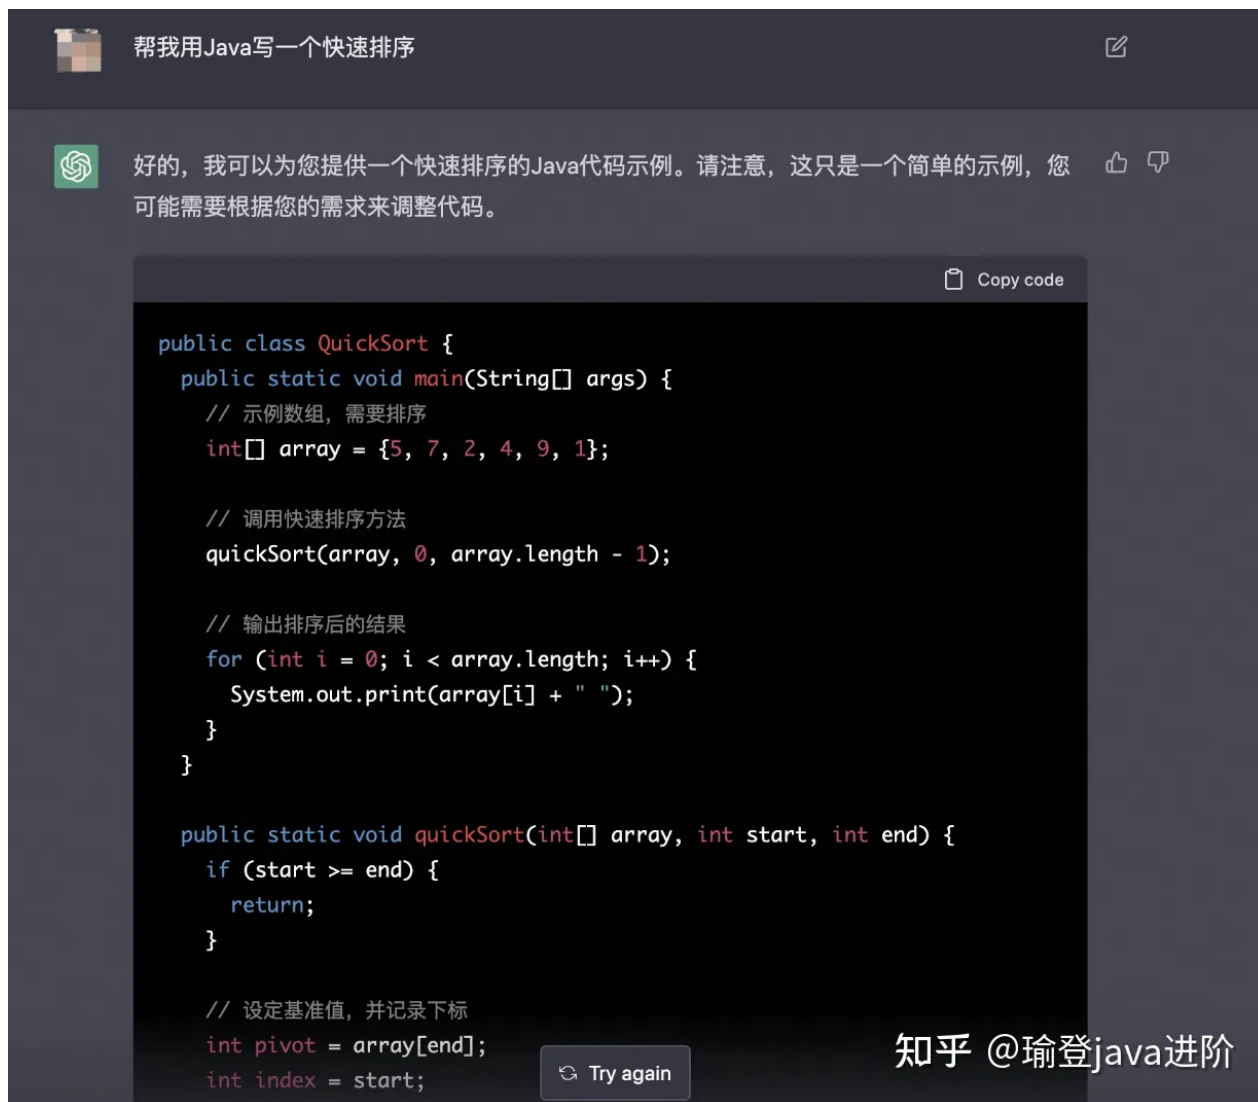 帮我用Java写一个快速排序
好的，我可以为您提供一个快速排序的Java代码示例。请注意，这只是一个简单的示例，您
可能需要根据您的需求来调整代码。
Copy code
public class QuickSort {
  public static void main(String[] args) {
    // 示例数组，需要排序
    int[] array = {5, 7, 2, 4, 9, 1};
    // 调用快速排序方法
    quickSort(array, 0, array.length - 1);
    // 输出排序后的结果
    for (int i = 0; i < array.length; i++) {
      System.out.print(array[i] + " ");
    }
  }
  public static void quickSort(int[] array, int start, int end) {
    if (start >= end) {
      return;
    }
    // 设定基准值，并记录下标
    int pivot = array[end];
    int index = start;
Try again
知乎 @瑜登java进阶